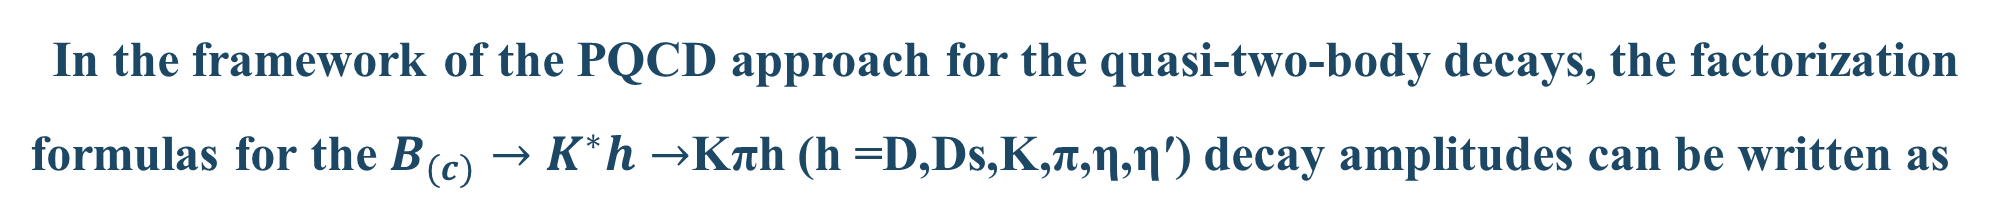 In the framework of the PQCD approach for the quasi-two-body decays, the factorization
formulas for the B₍c₎ → K*h →Kπh (h =D,Ds,K,π,η,η′) decay amplitudes can be written as